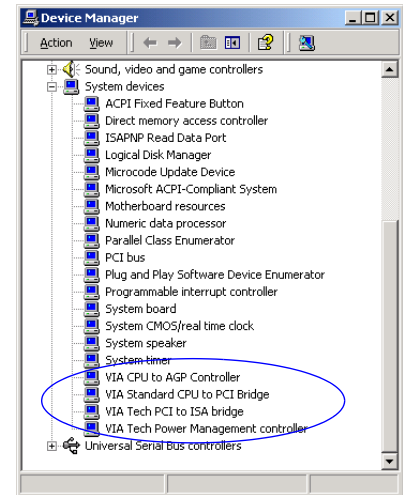 Device Manager
Action View
Sound, video and game controllers
System devices
ACPI Fixed Feature Button
Direct memory access controller
ISAPNP Read Data Port
Logical Disk Manager
Microcode Update Device
Microsoft ACPI-Compliant System
Motherboard resources
Numeric data processor
Parallel Class Enumerator
PCI bus
Plug and Play Software Device Enumerator
Programmable interrupt controller
System board
System CMOS/real time clock
System speaker
System timer
VIA CPU to AGP Controller
VIA Standard CPU to PCI Bridge
VIA Tech PCI to ISA bridge
VIA Tech Power Management controller
Universal Serial Bus controllers